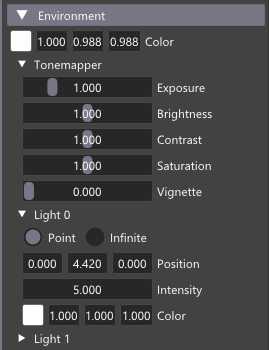 Environment
1.000 0.988 0.988 Color
Tonemapper
1.000 Exposure
1.000 Brightness
1.000 Contrast
1.000 Saturation
0.000 Vignette
Light 0
Point Infinite
0.000 4.420 0.000 Position
5.000 Intensity
1.000 1.000 1.000 Color
Light 1